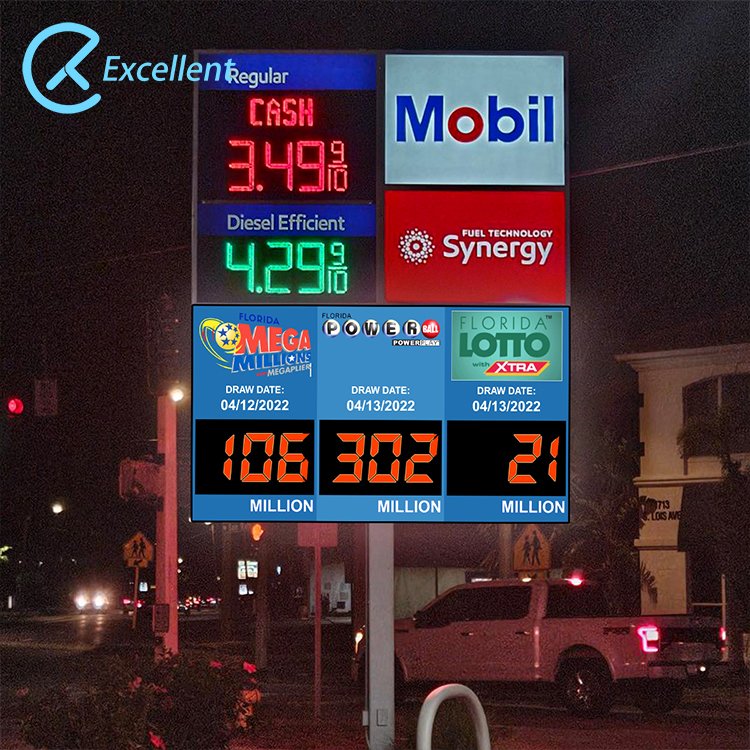 Excellent
Regular
CASH
3.49 9/10
Mobil
Diesel Efficient
4.29 9/10
FUEL TECHNOLOGY
Synergy
FLORIDA
MEGA
MILLIONS
MEGAPLIER
DRAW DATE:
04/12/2022
106
MILLION
FLORIDA
POWERBALL
POWERPLAY
DRAW DATE:
04/13/2022
302
MILLION
FLORIDA
LOTTO
with XTRA
DRAW DATE:
04/13/2022
21
MILLION
S. LOIS AVE